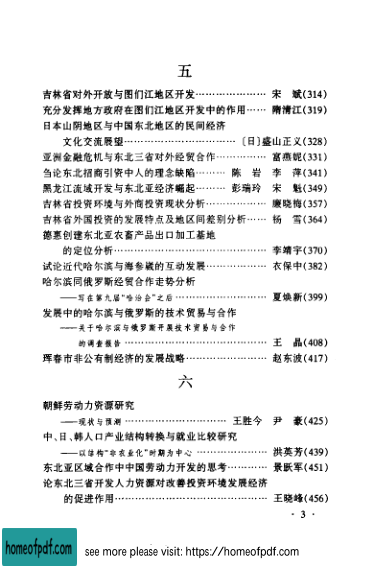 五
吉林省对外开放与图们江地区开发………………… 宋　斌(314)
充分发挥地方政府在图们江地区开发中的作用…… 隋清江(319)
日本山阴地区与中国东北地区的民间经济
文化交流展望…………………………〔日〕盛山正义(328)
亚洲金融危机与东北三省对外经贸合作…………… 富燕妮(331)
刍论东北招商引资中人的理念缺陷……… 陈　岩　李　萍(341)
黑龙江流域开发与东北亚经济崛起……… 彭瑞玲　宋　魁(349)
吉林省投资环境与外商投资现状分析……………… 廉晓梅(357)
吉林省外国投资的发展特点及地区间差别分析…… 杨　雪(364)
德惠创建东北亚农畜产品出口加工基地
的定位分析……………………………………… 李靖宇(370)
试论近代哈尔滨与海参崴的互动发展……………… 衣保中(382)
哈尔滨同俄罗斯经贸合作走势分析
——写在第九届“哈洽会”之后……………………… 夏焕新(399)
发展中的哈尔滨与俄罗斯的技术贸易与合作
——关于哈尔滨与俄罗斯开展技术贸易与合作
的调查报告…………………………………… 王　晶(408)
珲春市非公有制经济的发展战略…………………… 赵东波(417)
六
朝鲜劳动力资源研究
——现状与预测………………………… 王胜今　尹　豪(425)
中、日、韩人口产业结构转换与就业比较研究
——以结构“非农业化”时期为中心………………… 洪英芳(439)
东北亚区域合作中中国劳动力开发的思考………… 景跃军(451)
论东北三省开发人力资源对改善投资环境发展经济
的促进作用……………………………………… 王晓峰(456)
· 3 ·
homeofpdf.com
see more please visit: https://homeofpdf.com